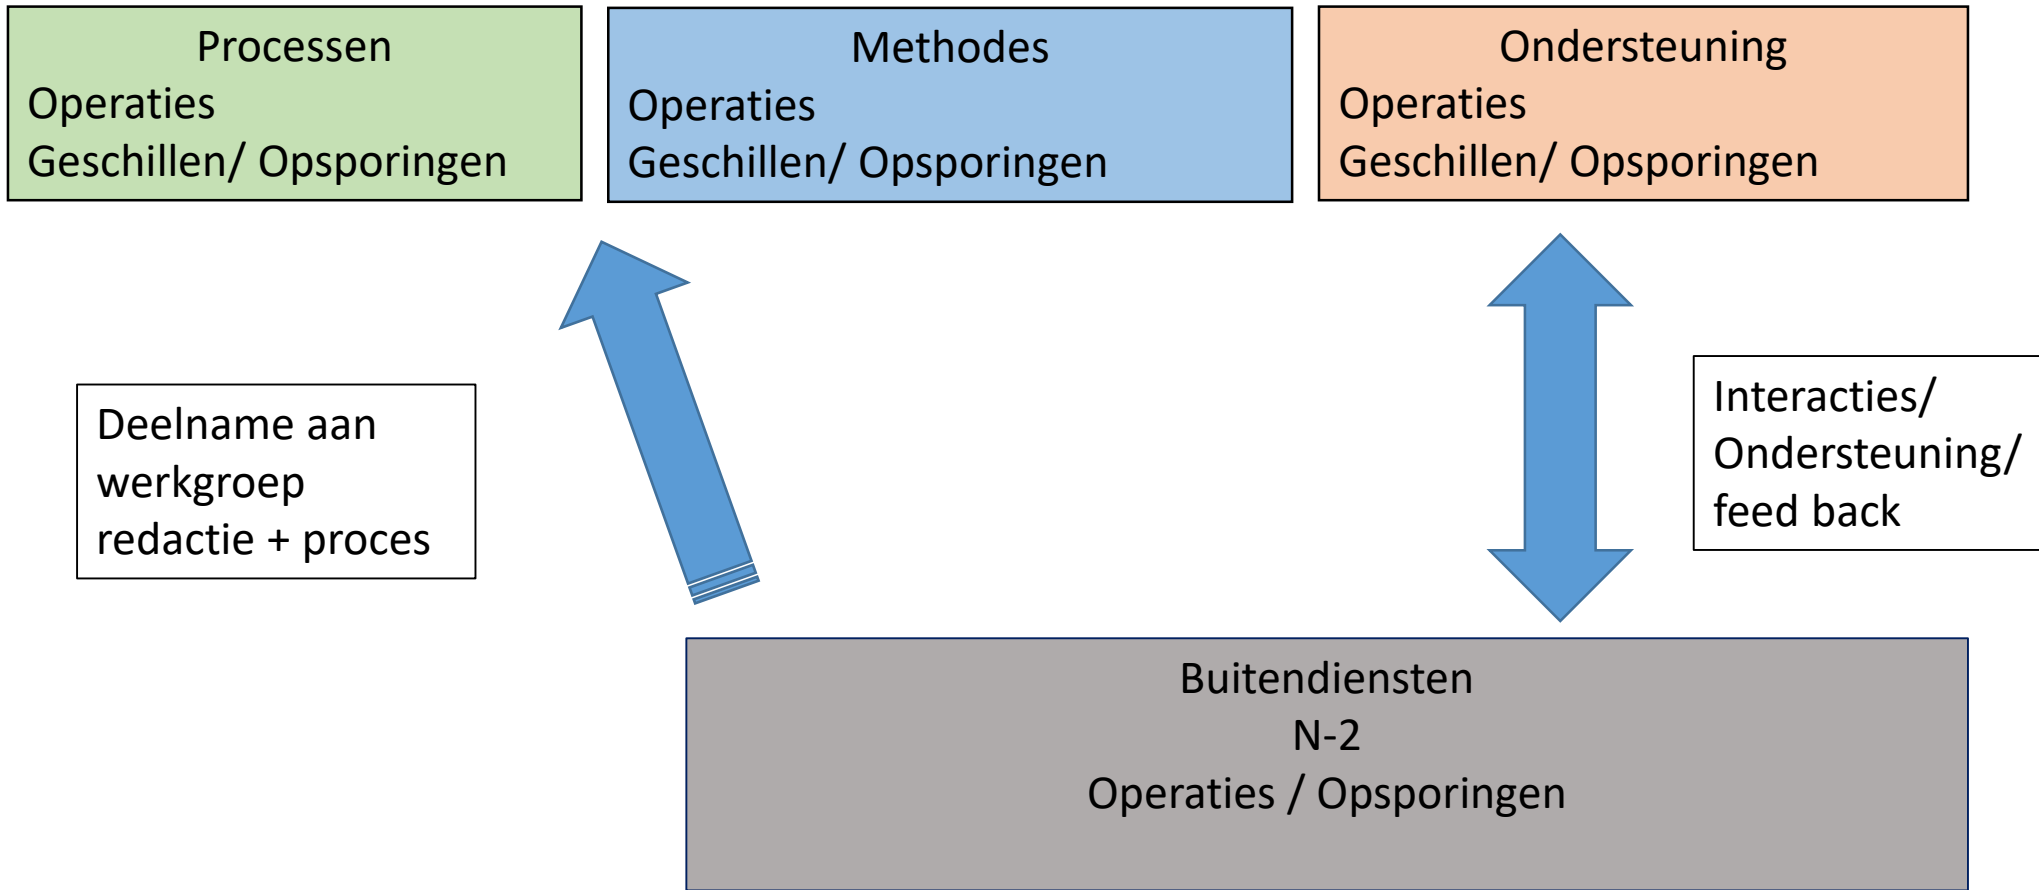 Processen
Operaties
Geschillen/ Opsporingen
Methodes
Operaties
Geschillen/ Opsporingen
Ondersteuning
Operaties
Geschillen/ Opsporingen
Deelname aan
werkgroep
redactie + proces
Interacties/
Ondersteuning/
feed back
Buitendiensten
N-2
Operaties / Opsporingen